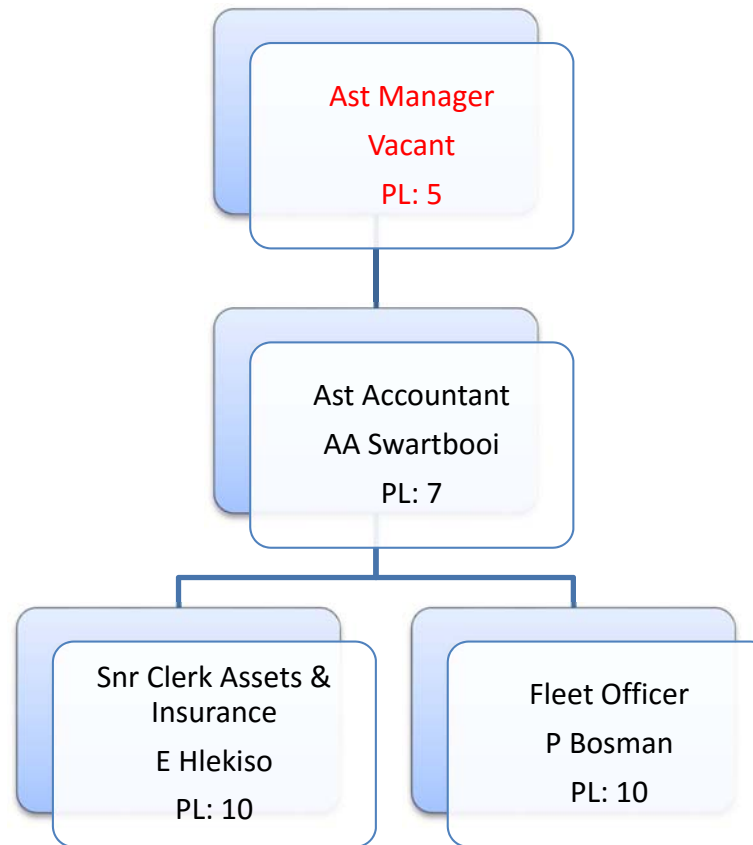 Ast Manager
Vacant
PL: 5
Ast Accountant
AA Swartbooi
PL: 7
Snr Clerk Assets &
Insurance
E Hlekiso
PL: 10
Fleet Officer
P Bosman
PL: 10